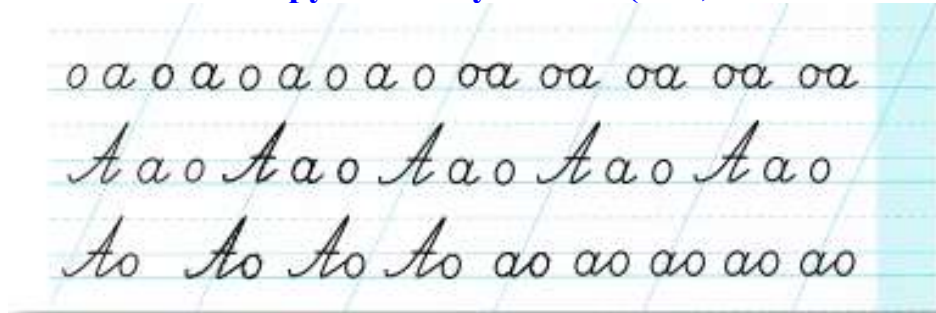 о а о а о а о а о оа оа оа оа оа
А а о А а о А а о А а о А а о
Ао Ао Ао Ао ао ао ао ао ао